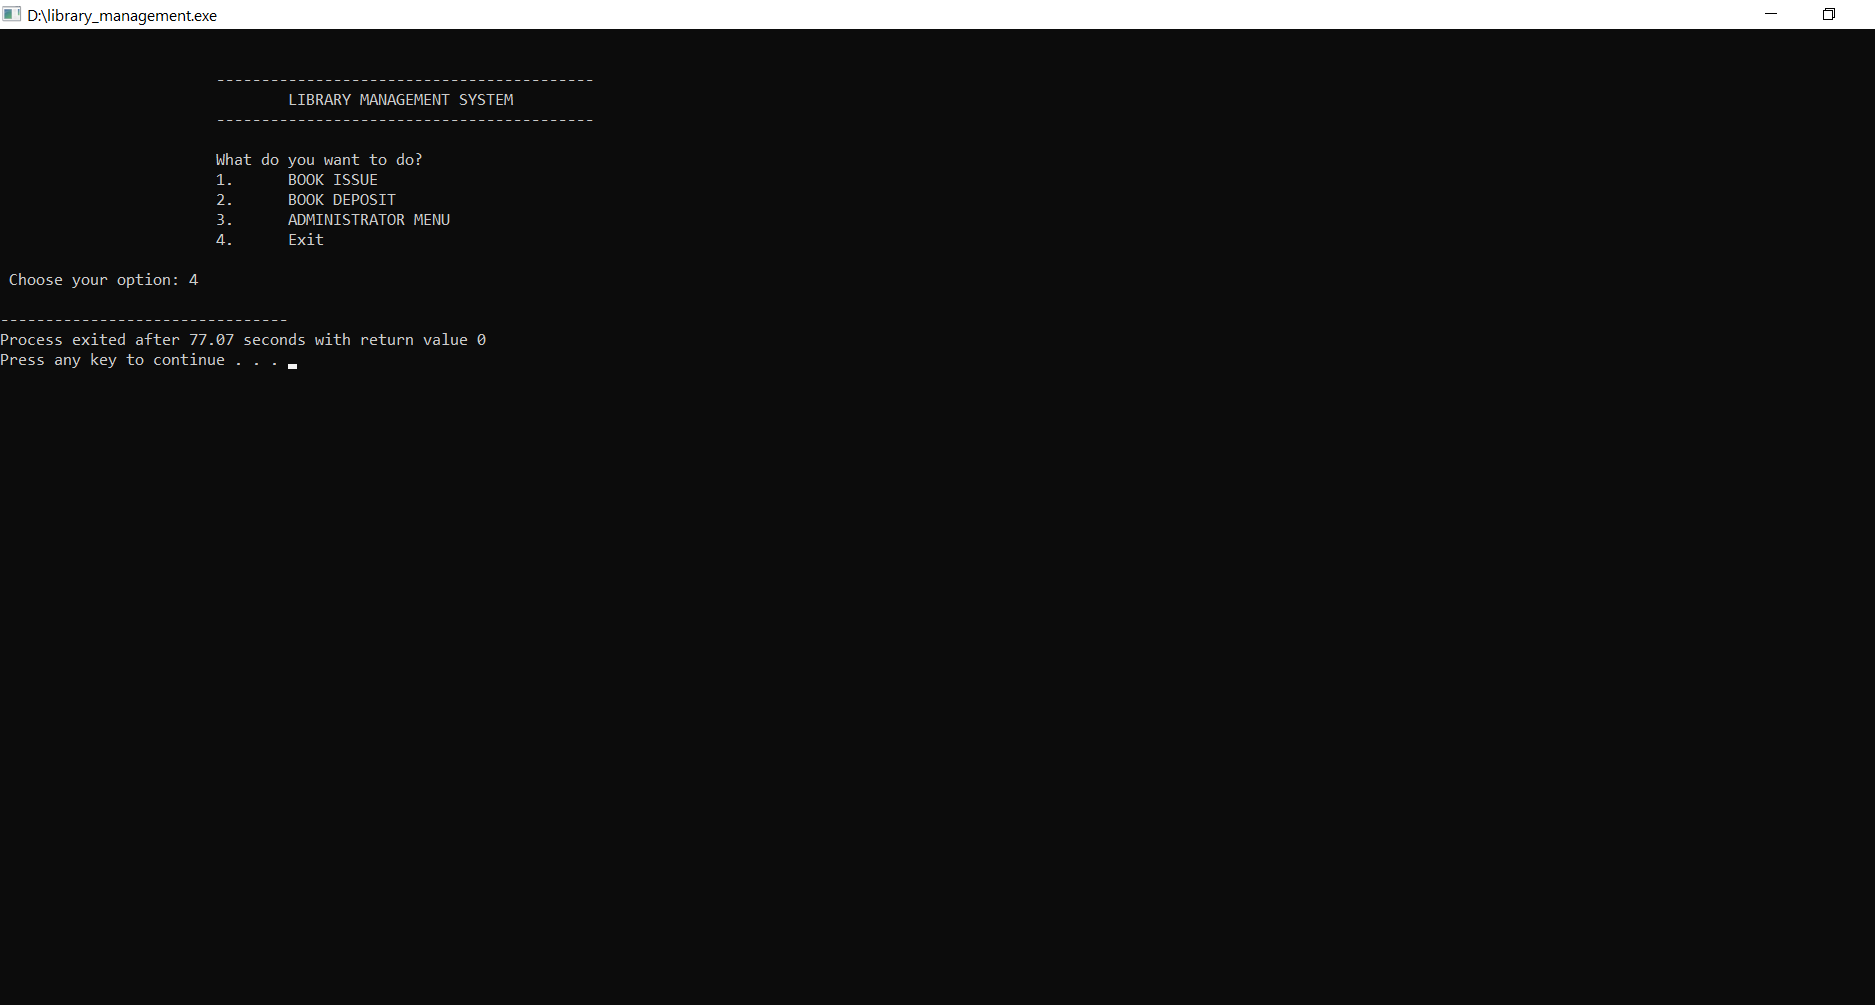 D:\library_management.exe
------------------------------------------
LIBRARY MANAGEMENT SYSTEM
------------------------------------------
What do you want to do?
1. BOOK ISSUE
2. BOOK DEPOSIT
3. ADMINISTRATOR MENU
4. Exit
Choose your option: 4
--------------------------------
Process exited after 77.07 seconds with return value 0
Press any key to continue . . .